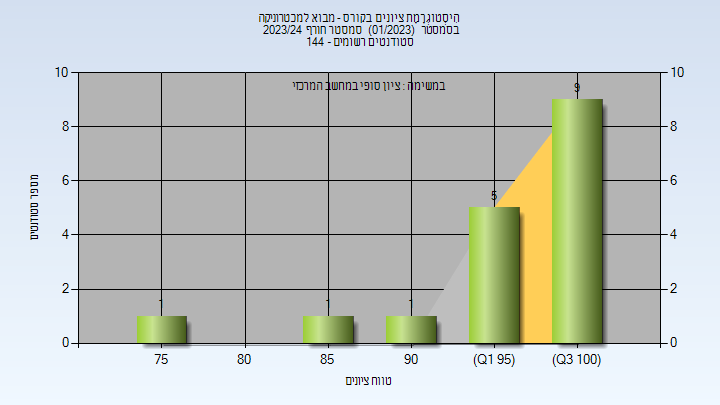 היסטוגרמת ציונים בקורס - מבוא למכטרוניקה
בסמסטר (01/2023) סמסטר חורף 2023/24
סטודנטים רשומים - 144
במשימה : ציון סופי במחשב המרכזי
10 10
8 8
6 6
4 4
2 2
0 0
1 1 1 5 9
75 80 85 90 (Q1 95) (Q3 100)
מספר סטודנטים
טווח ציונים